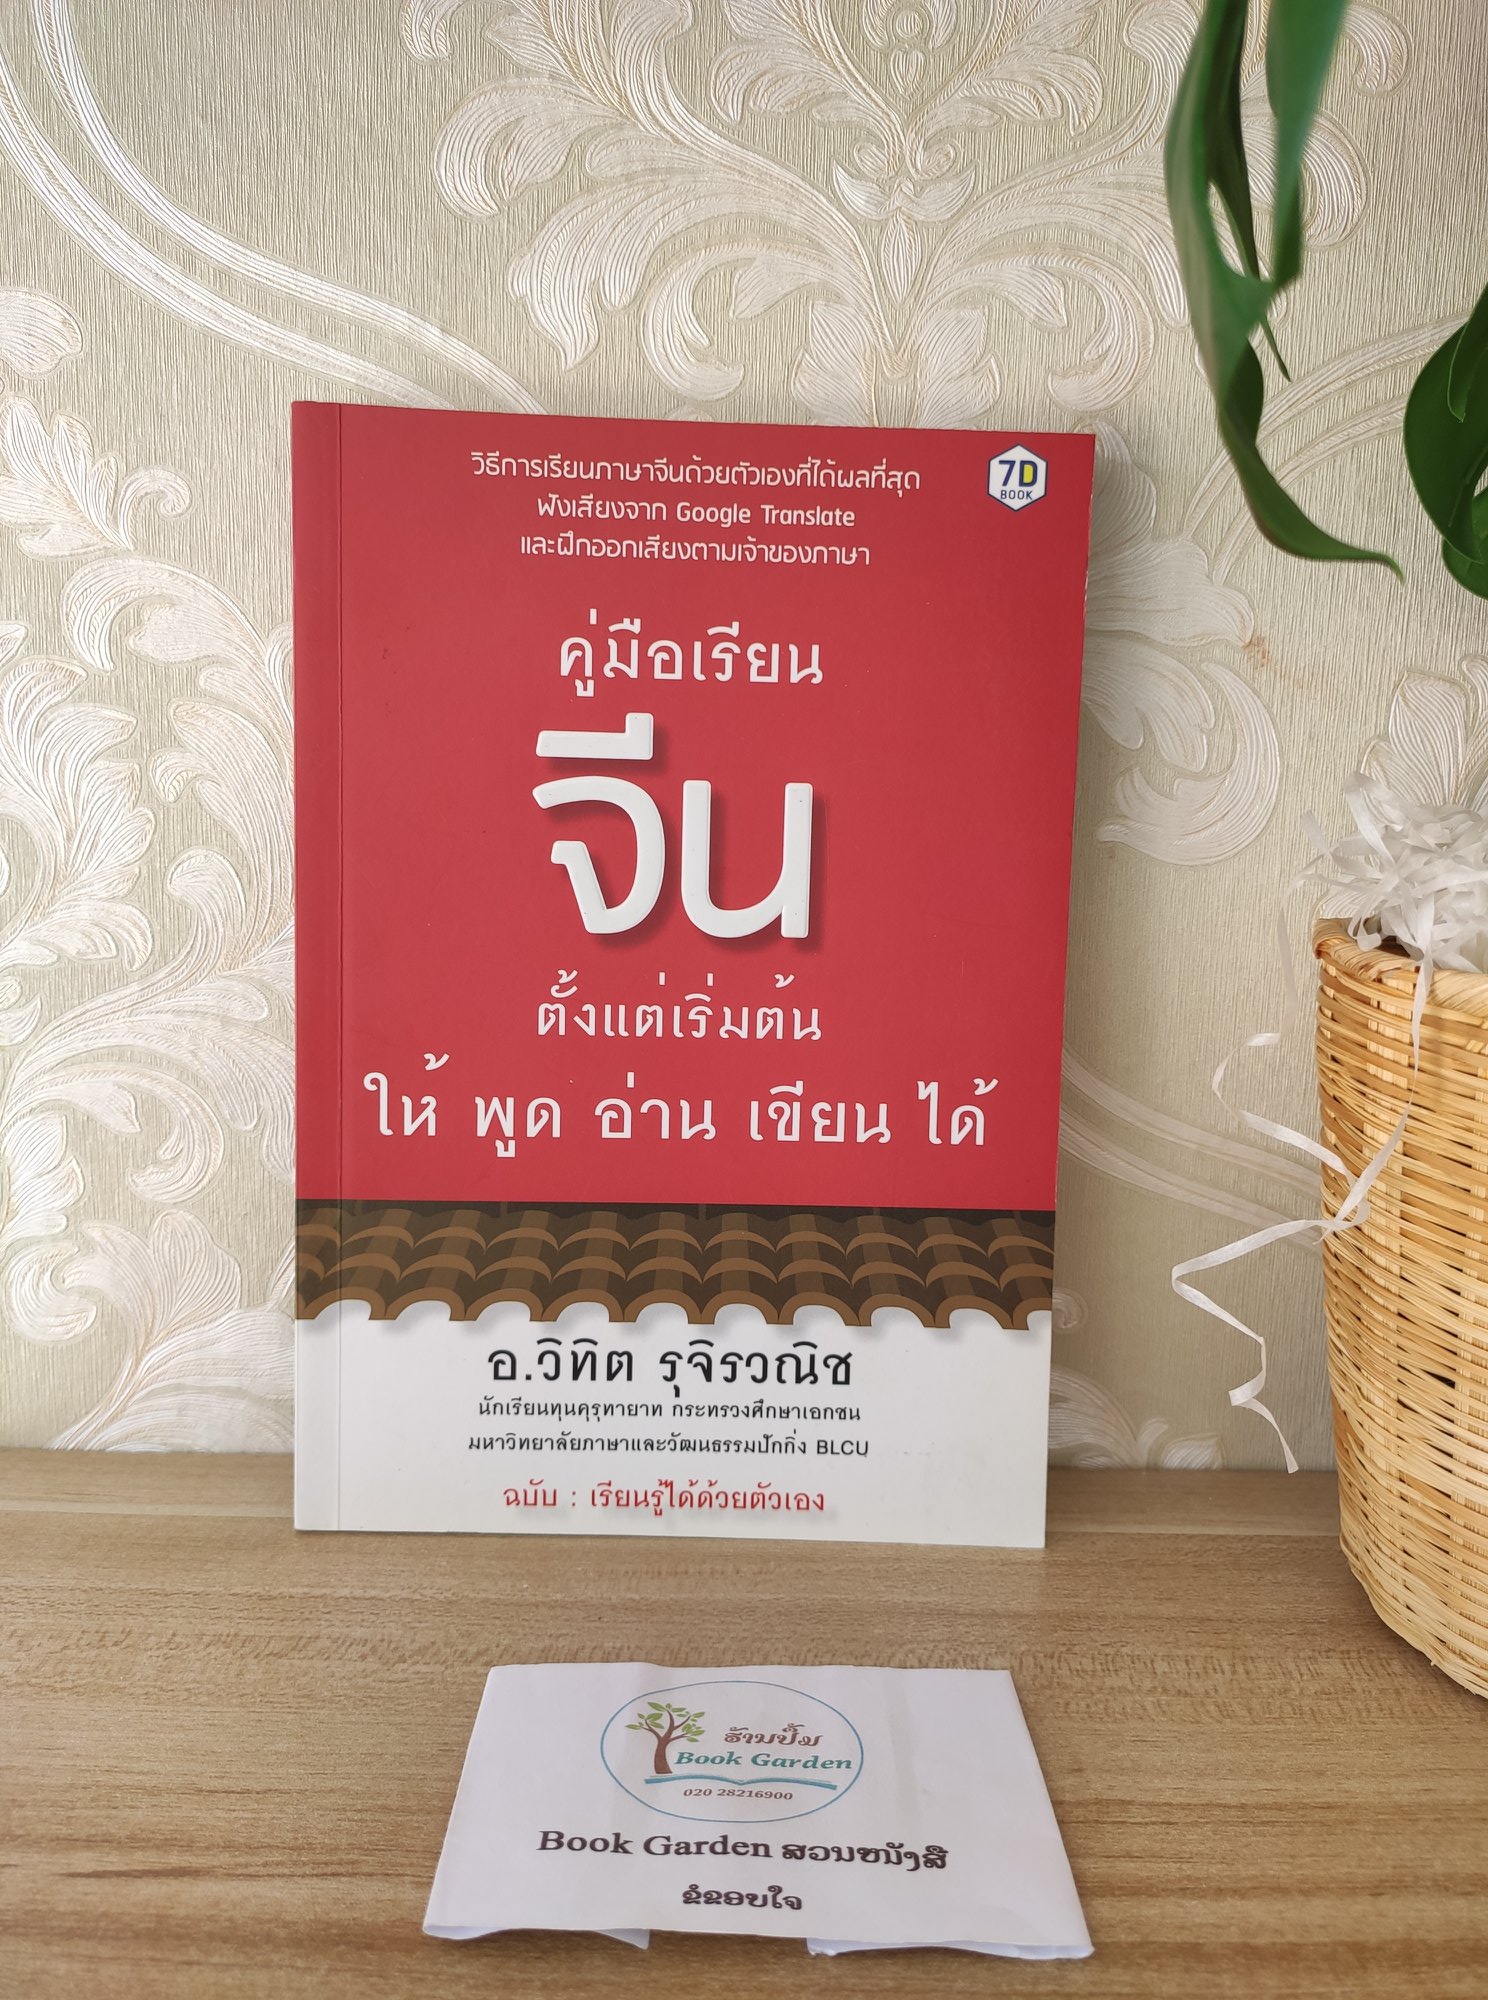 วิธีการเรียนภาษาจีนด้วยตัวเองที่ได้ผลที่สุด
ฟังเสียงจาก Google Translate
และฝึกออกเสียงตามเจ้าของภาษา
7D
BOOK
คู่มือเรียน
จีน
ตั้งแต่เริ่มต้น
ให้ พูด อ่าน เขียน ได้
อ.วิทิต รุจิรวณิช
นักเรียนทุนคุรุทายาท กระทรวงศึกษาเอกชน
มหาวิทยาลัยภาษาและวัฒนธรรมปักกิ่ง BLCU
ฉบับ : เรียนรู้ได้ด้วยตัวเอง
ຮ້ານປຶ້ມ
Book Garden
020 28216900
Book Garden ສວນໜັງສື
ຂໍຂອບໃຈ